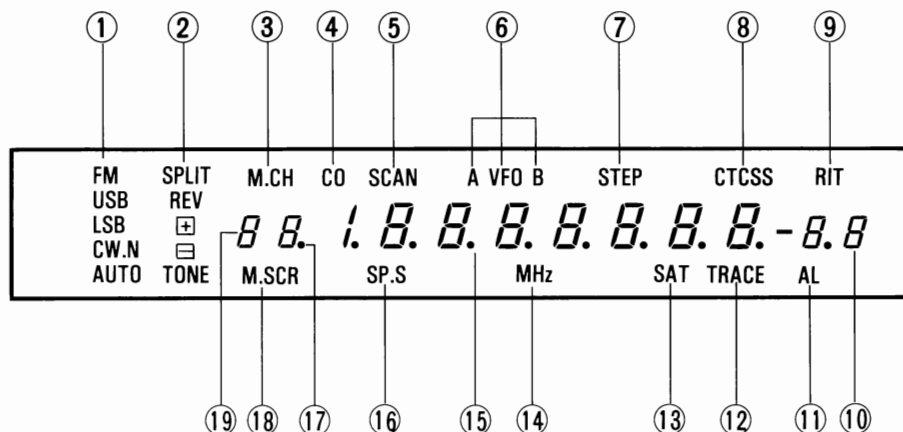 ① ② ③ ④ ⑤ ⑥ ⑦ ⑧ ⑨
FM SPLIT M.CH CO SCAN A VFO B STEP CTCSS RIT
USB REV
LSB +
88. 1.8.8.8.8.8.8.8.-8.8
CW.N −
AUTO TONE M.SCR SP.S MHz SAT TRACE AL
⑲ ⑱ ⑰ ⑯ ⑮ ⑭ ⑬ ⑫ ⑪ ⑩